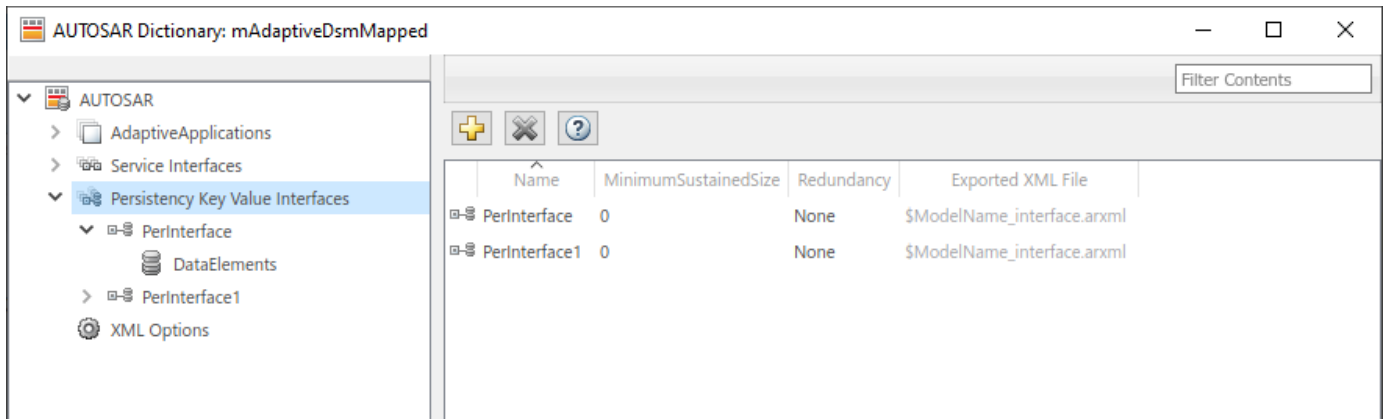 AUTOSAR Dictionary: mAdaptiveDsmMapped
Filter Contents
AUTOSAR
AdaptiveApplications
Service Interfaces
Persistency Key Value Interfaces
PerInterface
DataElements
PerInterface1
XML Options
Name MinimumSustainedSize Redundancy Exported XML File
PerInterface 0 None $ModelName_interface.arxml
PerInterface1 0 None $ModelName_interface.arxml